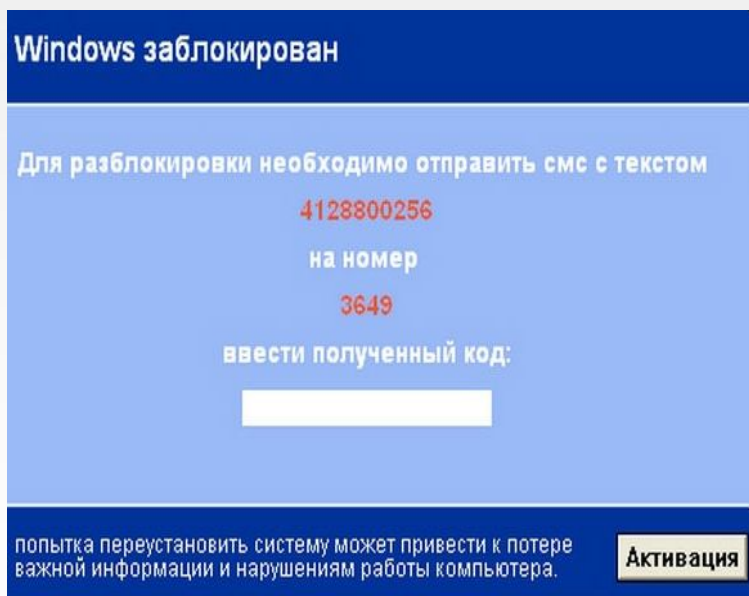 Windows заблокирован
Для разблокировки необходимо отправить смс с текстом
4128800256
на номер
3649
ввести полученный код:
попытка переустановить систему может привести к потере
важной информации и нарушениям работы компьютера.
Активация